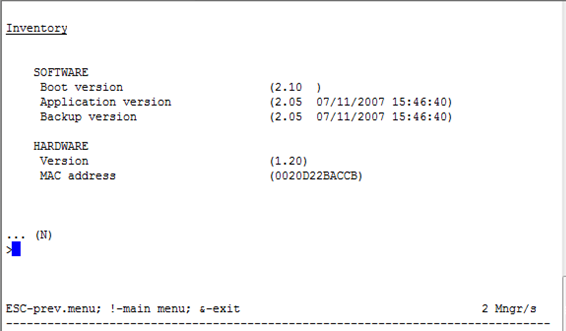 Inventory
SOFTWARE
Boot version (2.10 )
Application version (2.05 07/11/2007 15:46:40)
Backup version (2.05 07/11/2007 15:46:40)
HARDWARE
Version (1.20)
MAC address (0020D22BACCB)
... (N)
>
ESC-prev.menu; !-main menu; &-exit 2 Mngr/s
--------------------------------------------------------------------------------